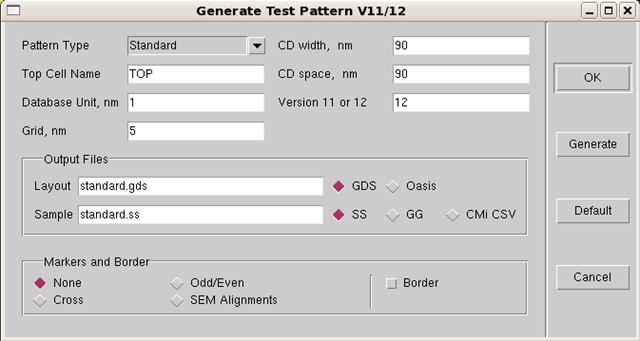 Generate Test Pattern V11/12
Pattern Type Standard CD width, nm 90
Top Cell Name TOP CD space, nm 90
Database Unit, nm 1 Version 11 or 12 12
Grid, nm 5
Output Files
Layout standard.gds GDS Oasis
Sample standard.ss SS GG CMi CSV
Markers and Border
None Odd/Even Border
Cross SEM Alignments
OK
Generate
Default
Cancel